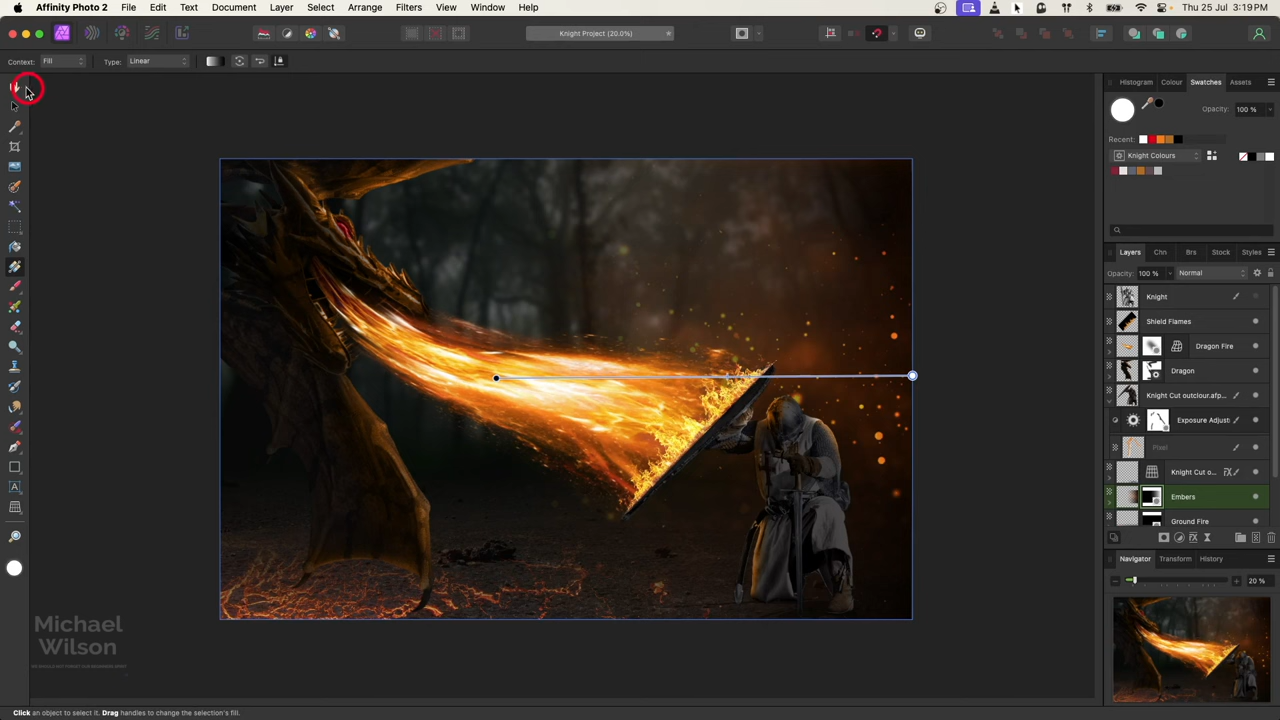 Affinity Photo 2 File Edit Text Document Layer Select Arrange Filters View Window Help Thu 25 Jul 3:19PM
Knight Project (20.0%)
Context: Fill Type: Linear
Histogram Colour Swatches Assets
Opacity: 100 %
Recent:
Knight Colours
Layers Chn Brs Stock Styles
Opacity: 100 % Normal
Knight
Shield Flames
Dragon Fire
Dragon
Knight Cut outclour.afp...
Exposure Adjust
Pixel
Knight Cut o...
Embers
Ground Fire
Navigator Transform History
20 %
Michael
Wilson
Click an object to select it. Drag handles to change the selection's fill.